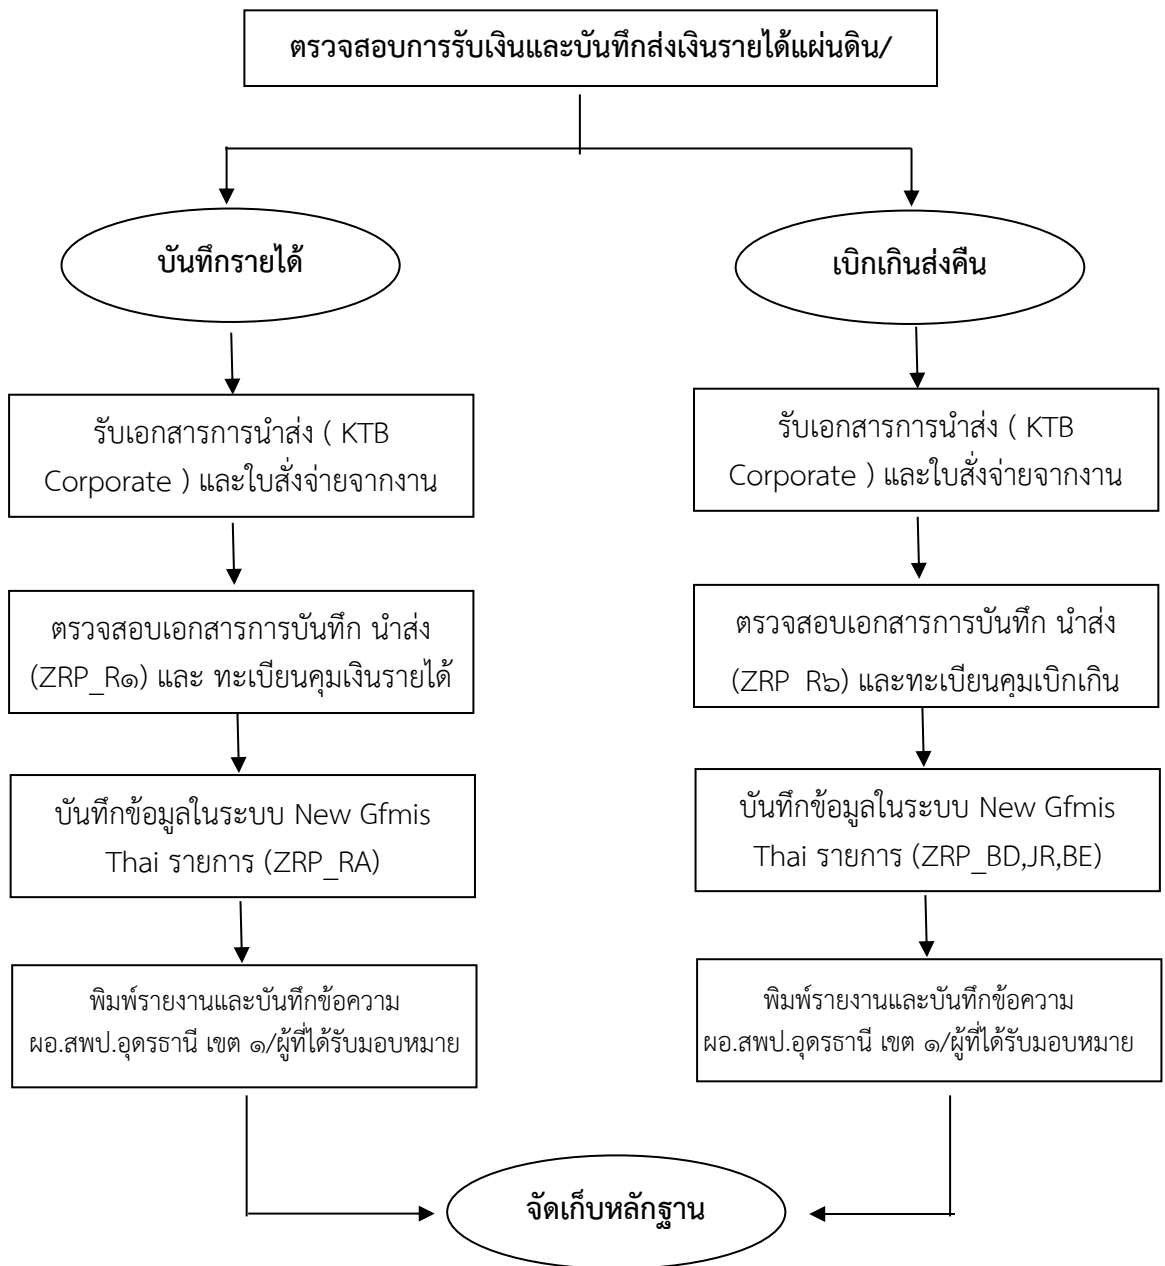 ตรวจสอบการรับเงินและบันทึกส่งเงินรายได้แผ่นดิน/
บันทึกรายได้
รับเอกสารการนำส่ง ( KTB
Corporate ) และใบสั่งจ่ายจากงาน
ตรวจสอบเอกสารการบันทึก นำส่ง
(ZRP_R๑) และ ทะเบียนคุมเงินรายได้
บันทึกข้อมูลในระบบ New Gfmis
Thai รายการ (ZRP_RA)
พิมพ์รายงานและบันทึกข้อความ
ผอ.สพป.อุดรธานี เขต ๑/ผู้ที่ได้รับมอบหมาย
เบิกเกินส่งคืน
รับเอกสารการนำส่ง ( KTB
Corporate ) และใบสั่งจ่ายจากงาน
ตรวจสอบเอกสารการบันทึก นำส่ง
(ZRP_R๖) และทะเบียนคุมเบิกเกิน
บันทึกข้อมูลในระบบ New Gfmis
Thai รายการ (ZRP_BD,JR,BE)
พิมพ์รายงานและบันทึกข้อความ
ผอ.สพป.อุดรธานี เขต ๑/ผู้ที่ได้รับมอบหมาย
จัดเก็บหลักฐาน